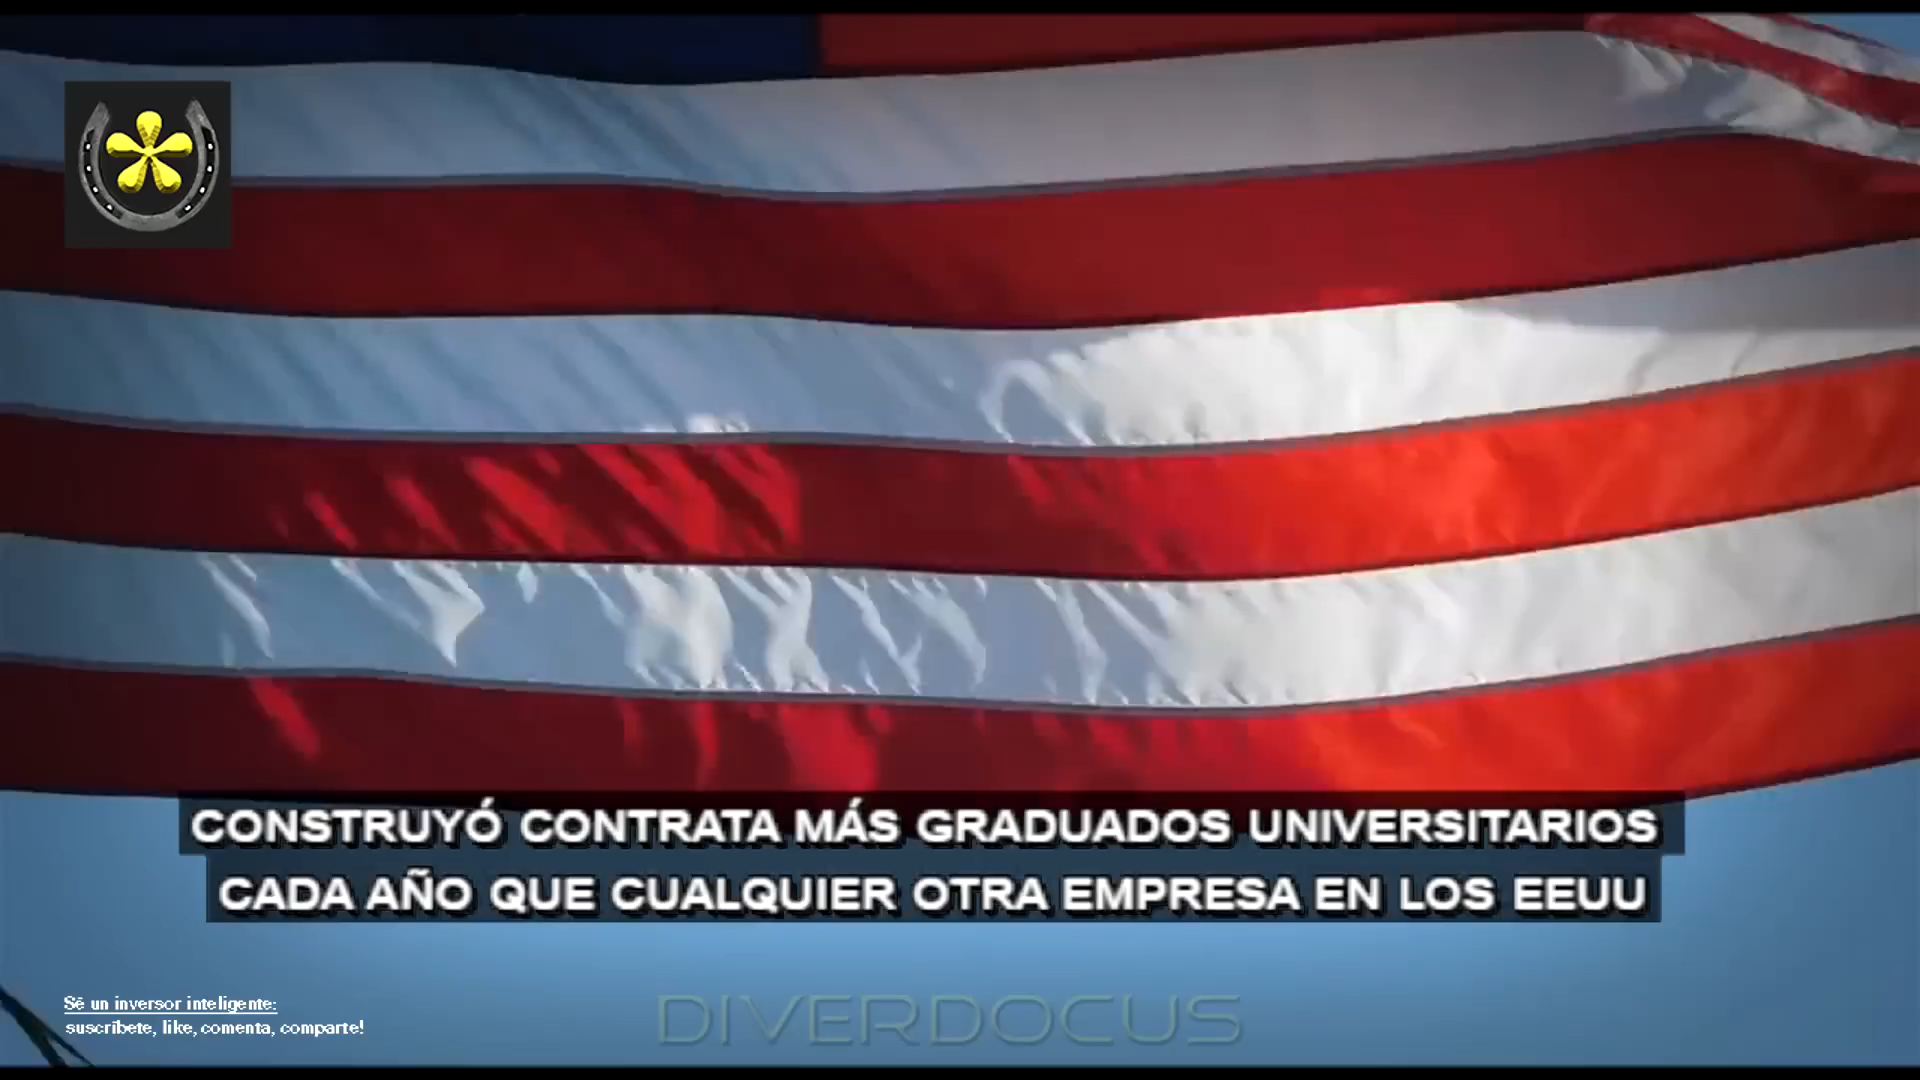 CONSTRUYÓ CONTRATA MÁS GRADUADOS UNIVERSITARIOS
CADA AÑO QUE CUALQUIER OTRA EMPRESA EN LOS EEUU
Sé un inversor inteligente:
suscribete, like, comenta, comparte!
DIVERDOCUS